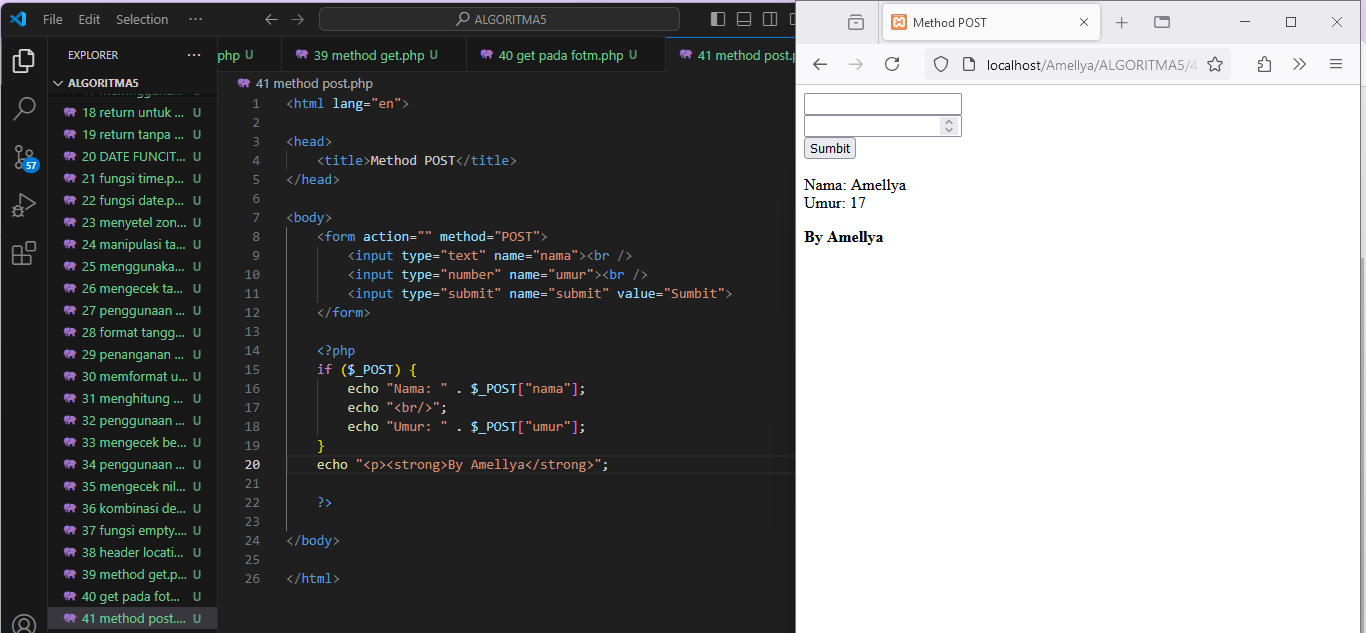 File Edit Selection ··· ALGORITMA5
EXPLORER ···
ALGORITMA5
18 return untuk ... U
19 return tanpa ... U
20 DATE FUNCIT... U
21 fungsi time.p... U
22 fungsi date.p... U
23 menyetel zon... U
24 manipulasi ta... U
25 menggunaka... U
26 mengecek ta... U
27 penggunaan ... U
28 format tangg... U
29 penanganan ... U
30 memformat u... U
31 menghitung ... U
32 penggunaan ... U
33 mengecek be... U
34 penggunaan ... U
35 mengecek nil... U
36 kombinasi de... U
37 fungsi empty.... U
38 header locati... U
39 method get.p... U
40 get pada fot... U
41 method post.... U
57
php U 39 method get.php U 40 get pada fotm.php U 41 method post.p
41 method post.php
1 <html lang="en">
2
3 <head>
4 <title>Method POST</title>
5 </head>
6
7 <body>
8 <form action="" method="POST">
9 <input type="text" name="nama"><br />
10 <input type="number" name="umur"><br />
11 <input type="submit" name="submit" value="Sumbit">
12 </form>
13
14 <?php
15 if ($_POST) {
16 echo "Nama: " . $_POST["nama"];
17 echo "<br/>";
18 echo "Umur: " . $_POST["umur"];
19 }
20 echo "<p><strong>By Amellya</strong>";
21
22 ?>
23
24 </body>
25
26 </html>
Method POST
localhost/Amellya/ALGORITMA5/4
Sumbit
Nama: Amellya
Umur: 17
By Amellya